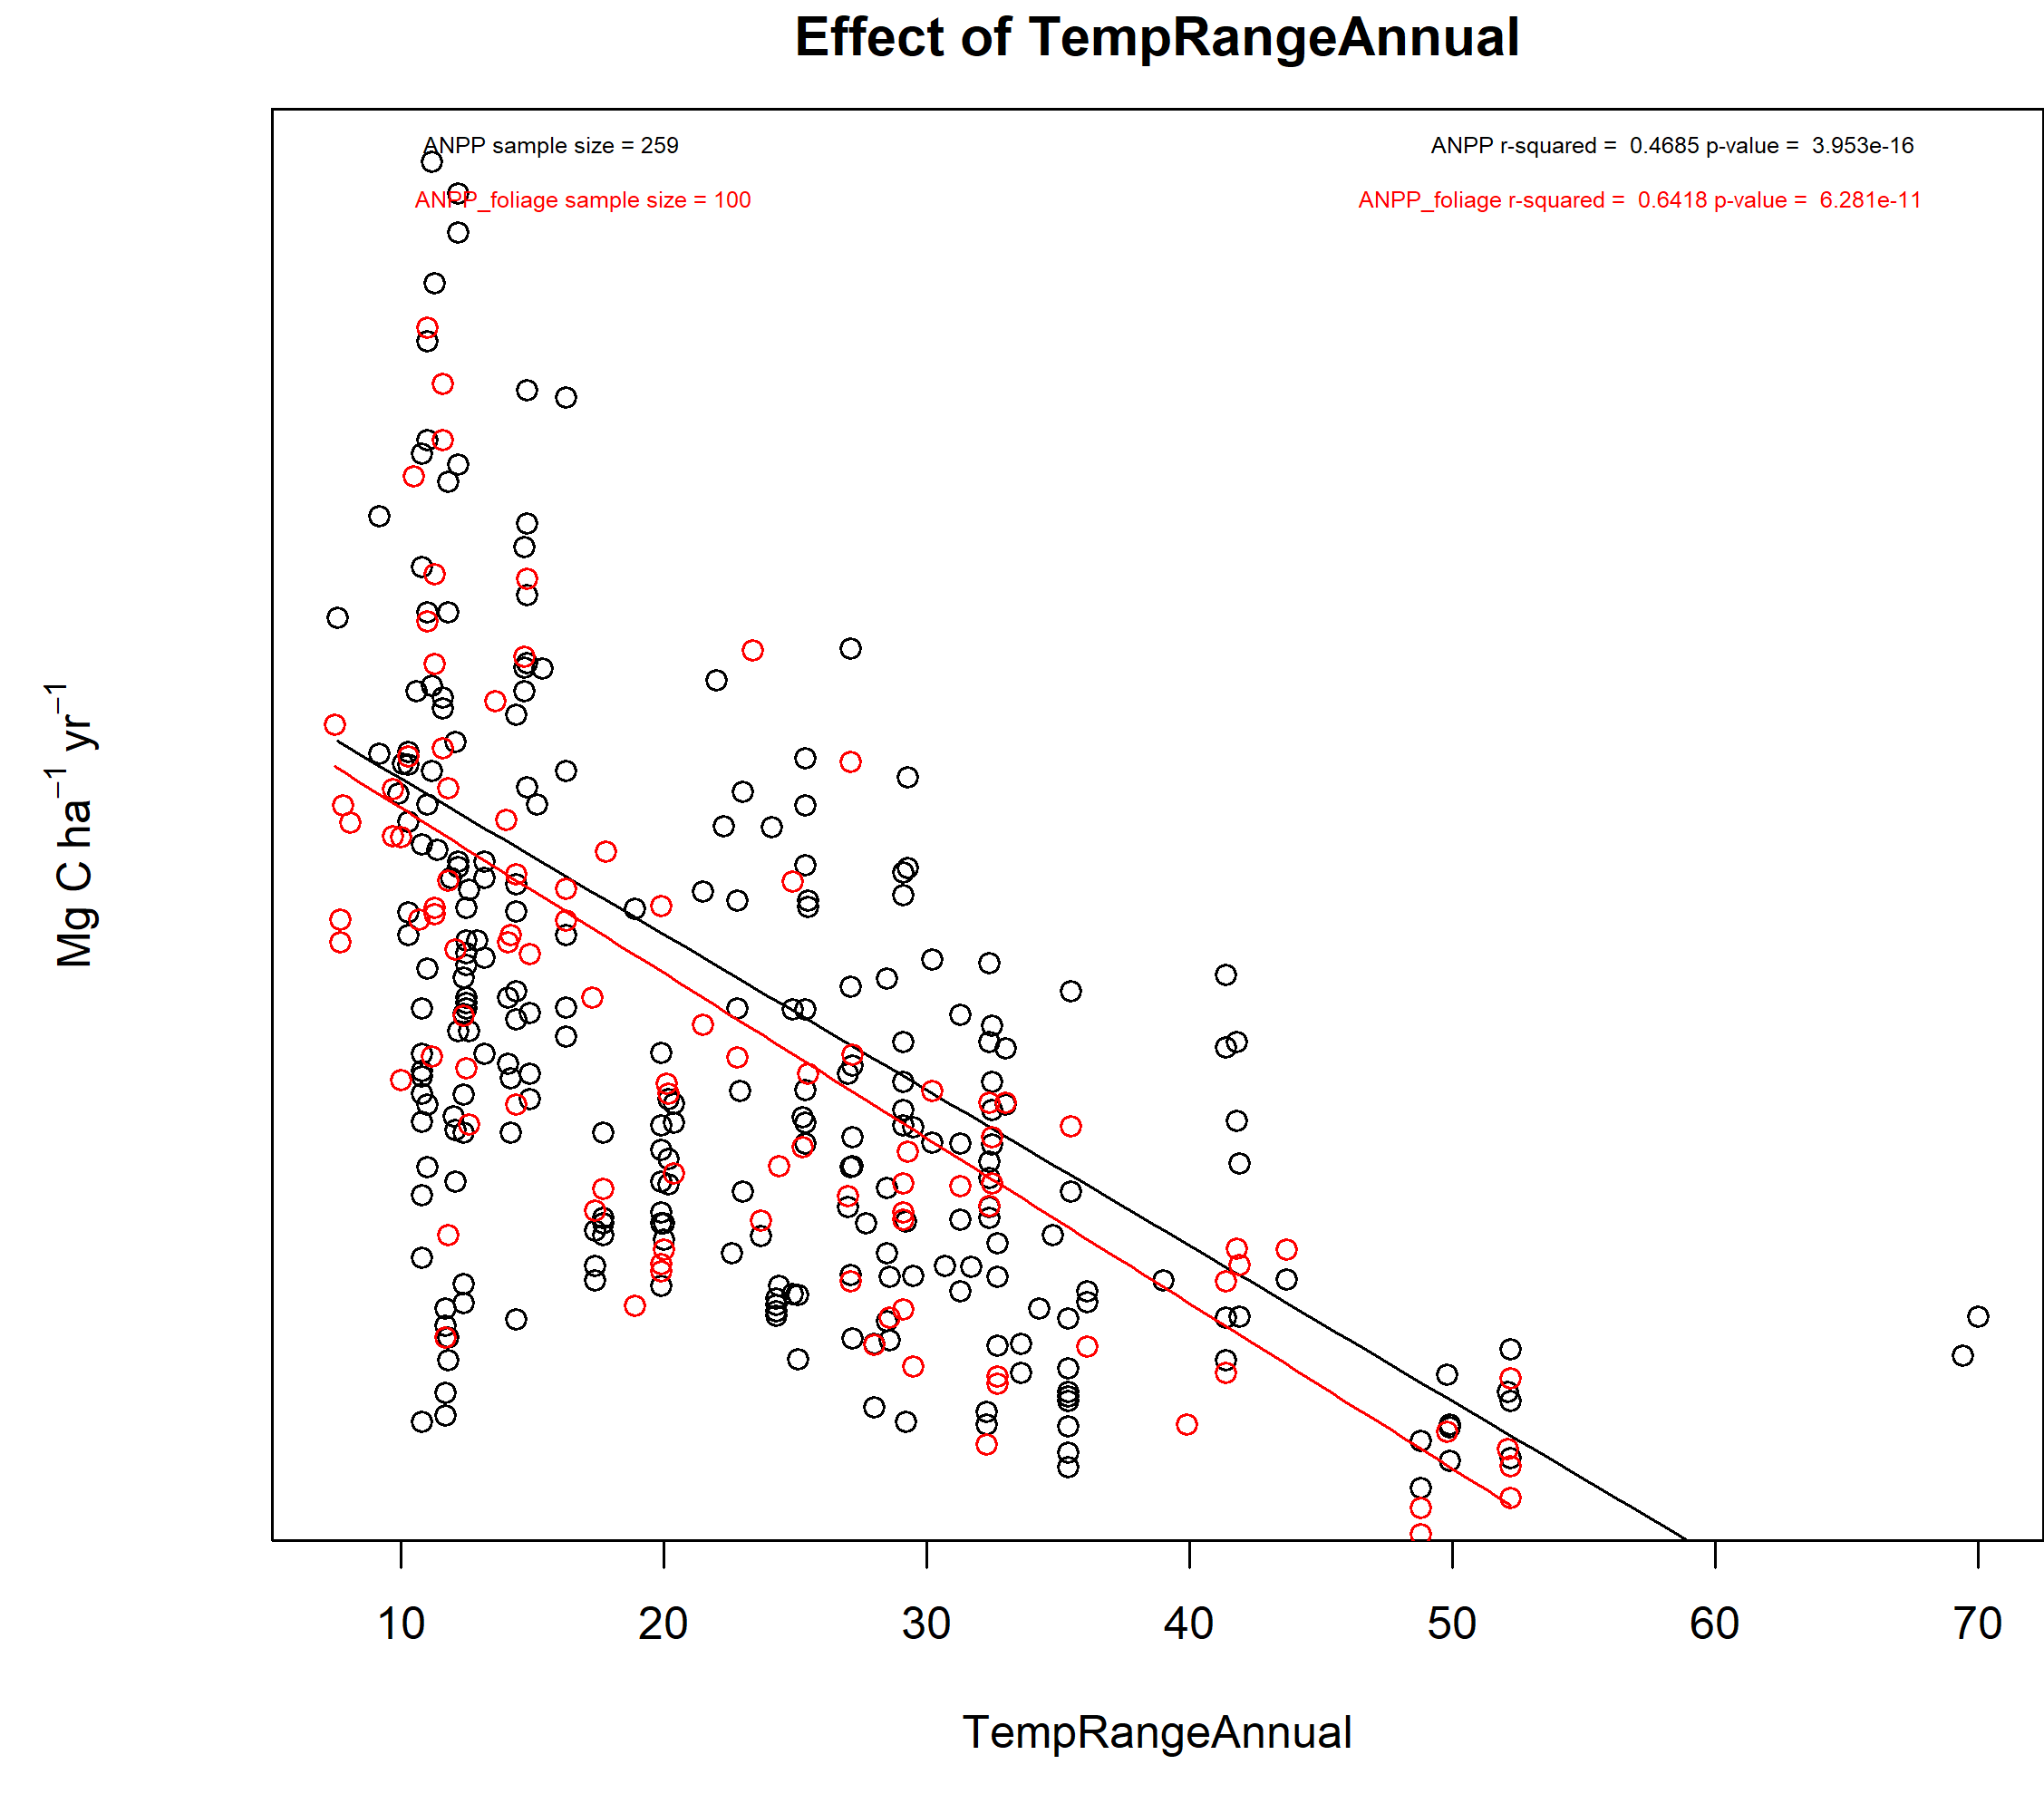 Effect of TempRangeAnnual
ANPP sample size = 259
ANPP r-squared =  0.4685 p-value =  3.953e-16
ANPP_foliage sample size = 100
ANPP_foliage r-squared =  0.6418 p-value =  6.281e-11
Mg C ha⁻¹ yr⁻¹
10 20 30 40 50 60 70
TempRangeAnnual